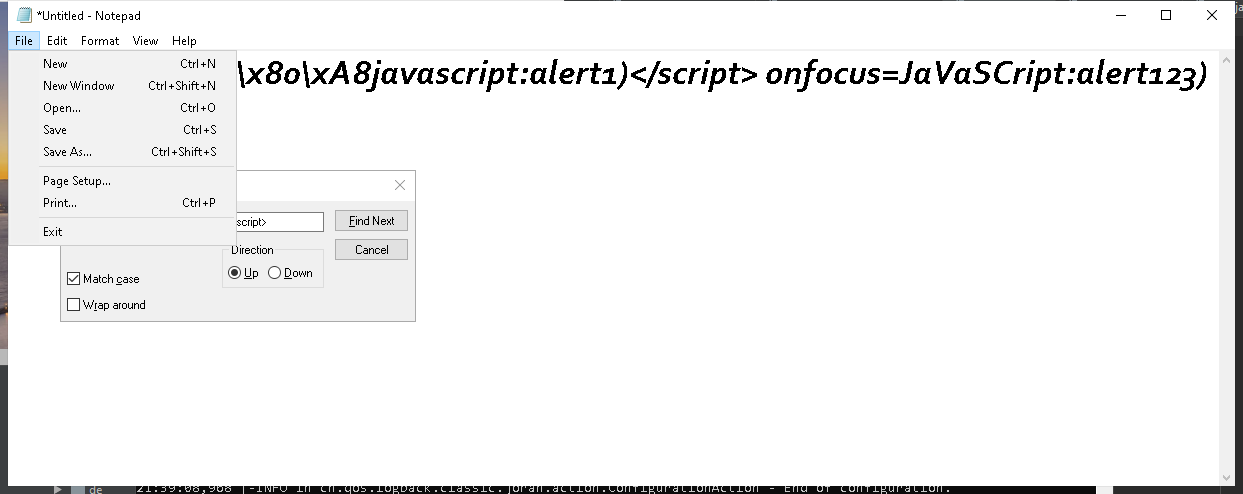 *Untitled - Notepad
File Edit Format View Help
New Ctrl+N
New Window Ctrl+Shift+N
Open... Ctrl+O
Save Ctrl+S
Save As... Ctrl+Shift+S
Page Setup...
Print... Ctrl+P
Exit
\x80\xA8javascript:alert1)</script> onfocus=JaVaSCript:alert123)
script>
Find Next
Cancel
Direction
Up Down
Match case
Wrap around
de
21:39:08,968 |-INFO in ch.qos.logback.classic.joran.action.ConfigurationAction - End of configuration.